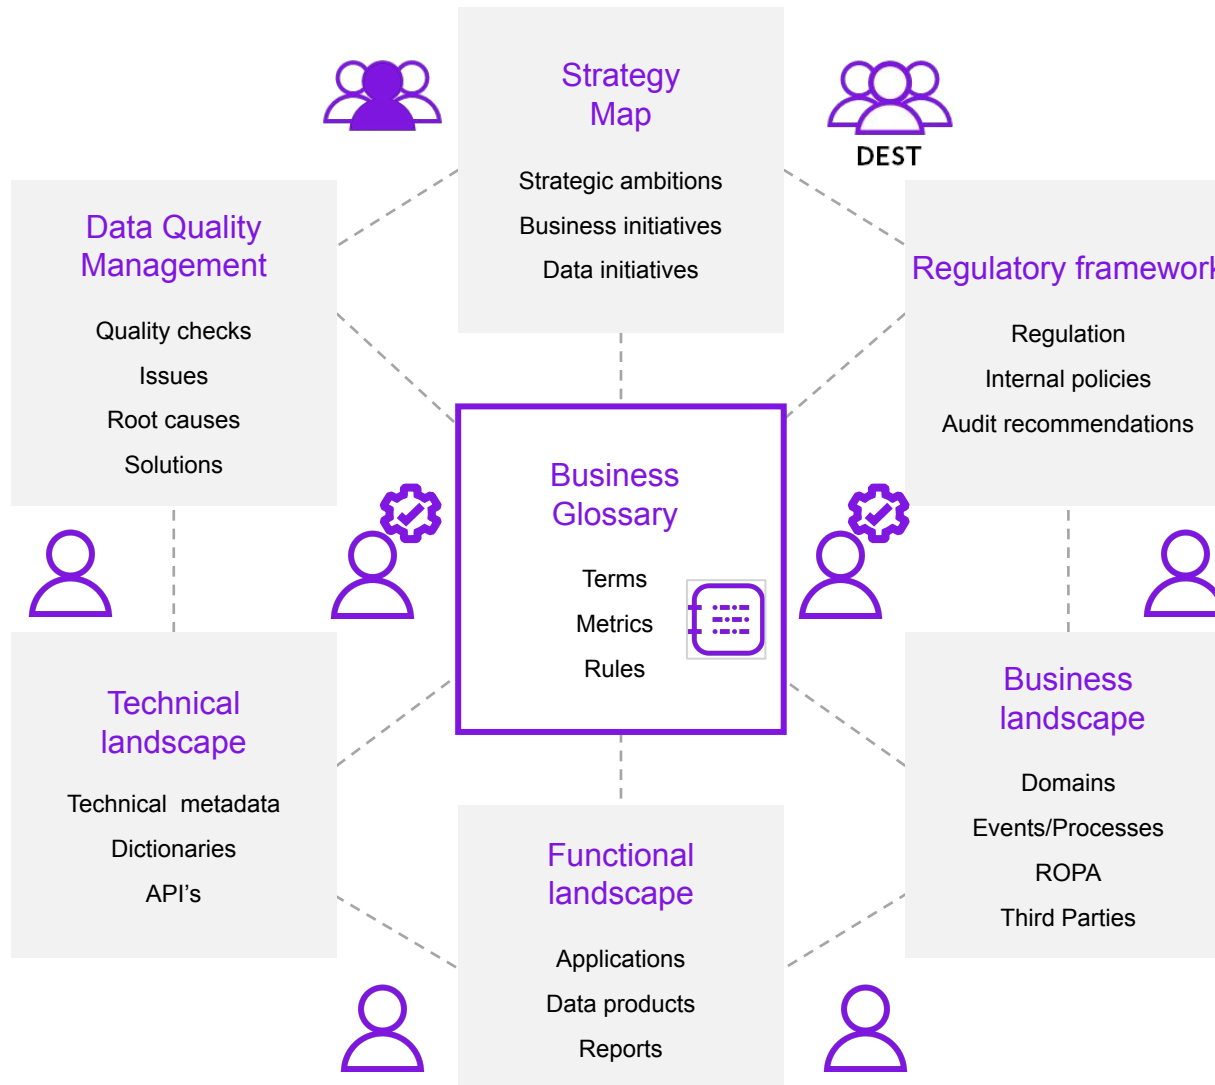 Strategy
Map
Strategic ambitions
Business initiatives
Data initiatives
DEST
Data Quality
Management
Quality checks
Issues
Root causes
Solutions
Regulatory framework
Regulation
Internal policies
Audit recommendations
Business
Glossary
Terms
Metrics
Rules
Technical
landscape
Technical  metadata
Dictionaries
API’s
Business
landscape
Domains
Events/Processes
ROPA
Third Parties
Functional
landscape
Applications
Data products
Reports